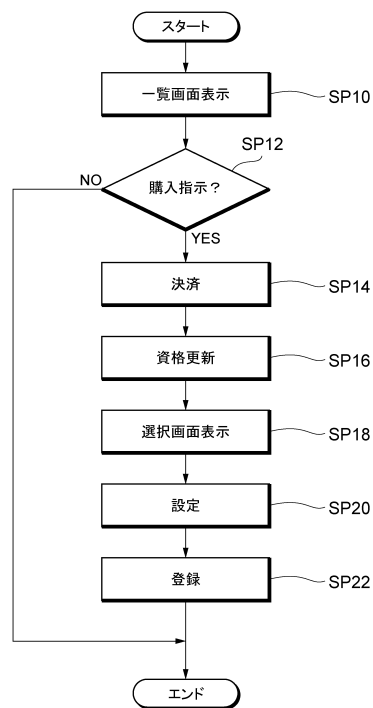 スタート
一覧画面表示
SP10
SP12
購入指示？
NO
YES
決済
SP14
資格更新
SP16
選択画面表示
SP18
設定
SP20
登録
SP22
エンド